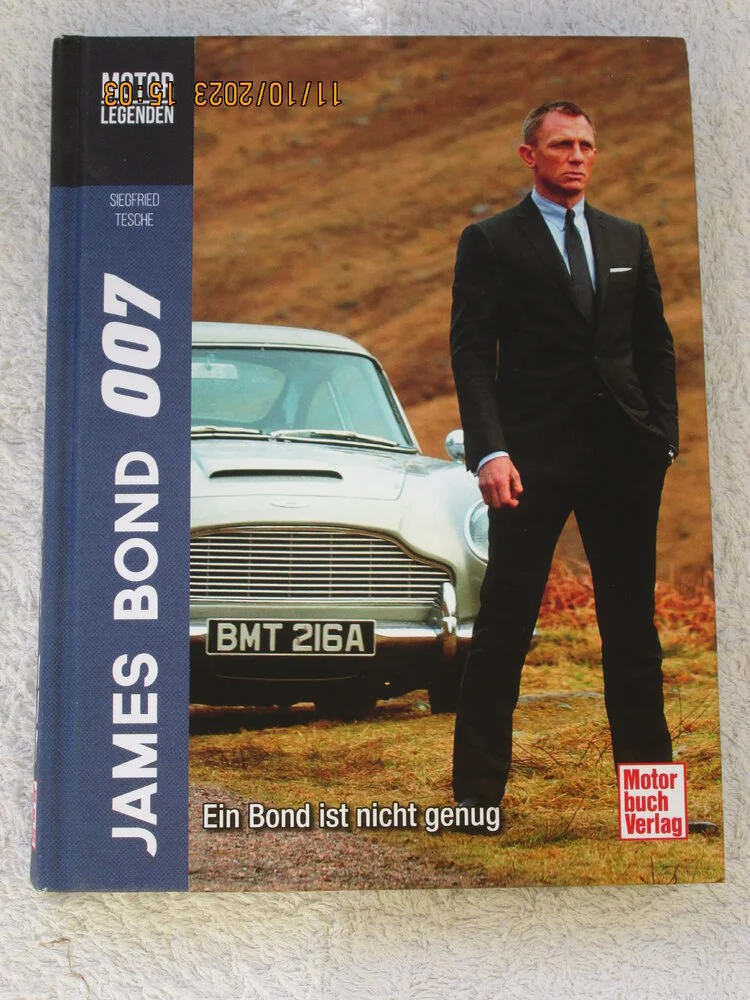 MOTOR
LEGENDEN
11/10/2023 15:03
SIEGFRIED
TESCHE
JAMES BOND 007
BMT 216A
Ein Bond ist nicht genug
Motor
buch
Verlag